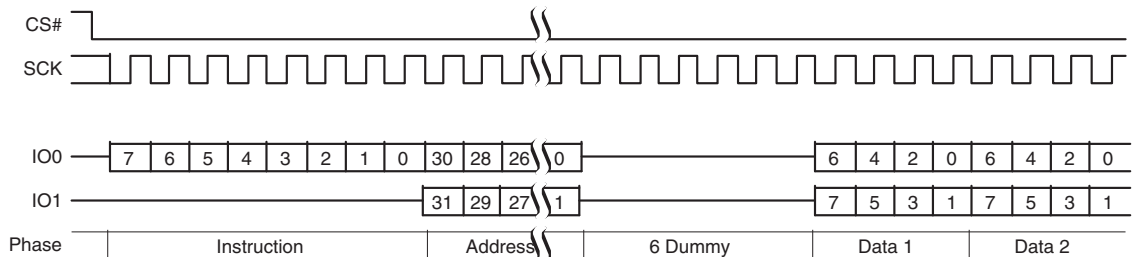 CS#
SCK
IO0 7 6 5 4 3 2 1 0 30 28 26 0 6 4 2 0 6 4 2 0
IO1 31 29 27 1 7 5 3 1 7 5 3 1
Phase Instruction Address 6 Dummy Data 1 Data 2